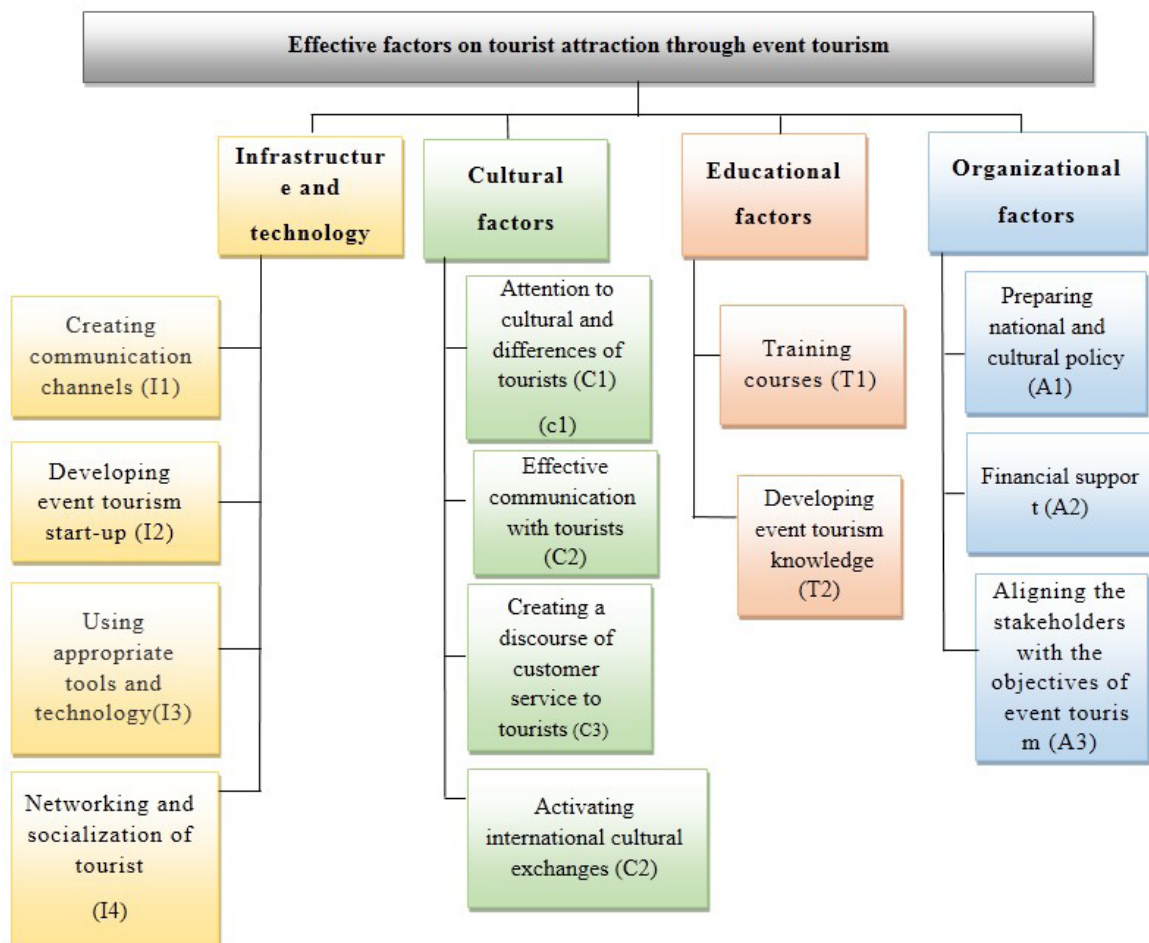 Effective factors on tourist attraction through event tourism
Infrastructur
e and
technology
Creating
communication
channels (I1)
Developing
event tourism
start-up (I2)
Using
appropriate
tools and
technology(I3)
Networking and
socialization of
tourist
(I4)
Cultural
factors
Attention to
cultural and
differences of
tourists (C1)
(c1)
Effective
communication
with tourists
(C2)
Creating a
discourse of
customer
service to
tourists (C3)
Activating
international cultural
exchanges (C2)
Educational
factors
Training
courses (T1)
Developing
event tourism
knowledge
(T2)
Organizational
factors
Preparing
national and
cultural policy
(A1)
Financial suppor
t (A2)
Aligning the
stakeholders
with the
objectives of
event touris
m (A3)